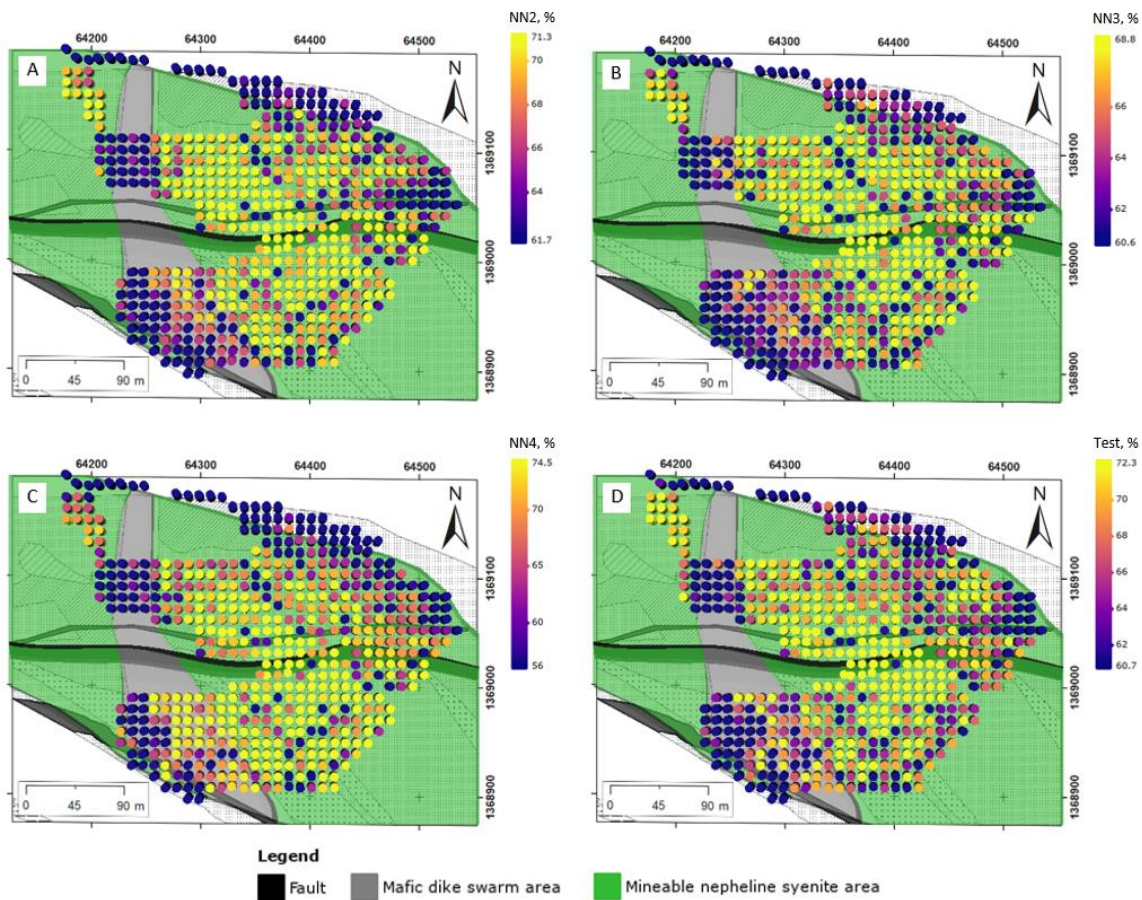 NN2, %
71.3
70
68
66
64
61.7
64200 64300 64400 64500
A
N
1369100
1369000
1368900
0 45 90 m
NN3, %
68.8
66
64
62
60.6
64200 64300 64400 64500
B
N
1369100
1369000
1368900
0 45 90 m
NN4, %
74.5
70
65
60
56
64200 64300 64400 64500
C
N
1369100
1369000
1368900
0 45 90 m
Test, %
72.3
70
68
66
64
62
60.7
64200 64300 64400 64500
D
N
1369100
1369000
1368900
0 45 90 m
Legend
Fault Mafic dike swarm area Mineable nepheline syenite area